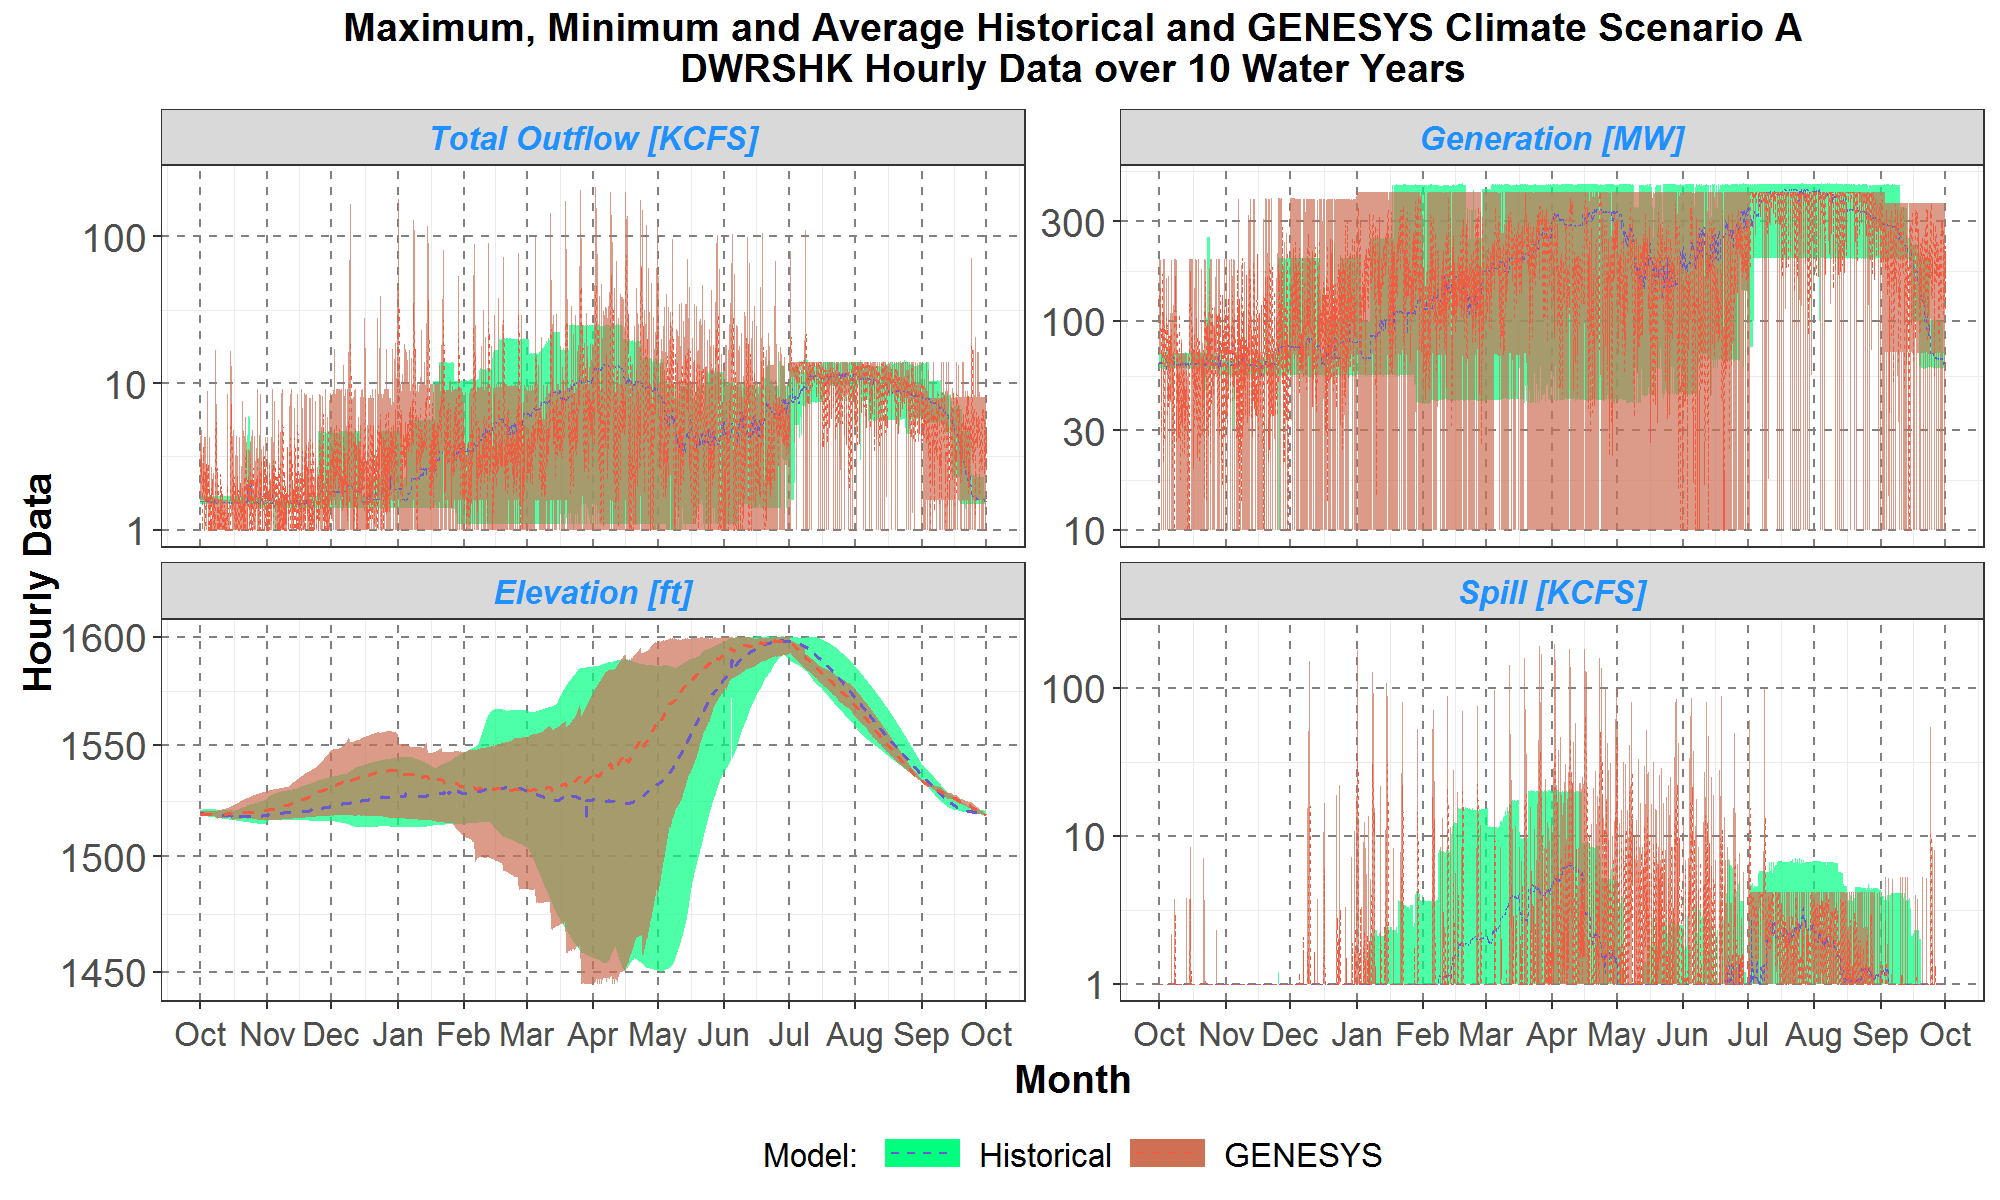 Maximum, Minimum and Average Historical and GENESYS Climate Scenario A
DWRSHK Hourly Data over 10 Water Years
Total Outflow [KCFS]
Generation [MW]
100
10
1
300
100
30
10
Elevation [ft]
Spill [KCFS]
1600
1550
1500
1450
100
10
1
Hourly Data
Oct Nov Dec Jan Feb Mar Apr May Jun Jul Aug Sep Oct
Oct Nov Dec Jan Feb Mar Apr May Jun Jul Aug Sep Oct
Month
Model: Historical GENESYS